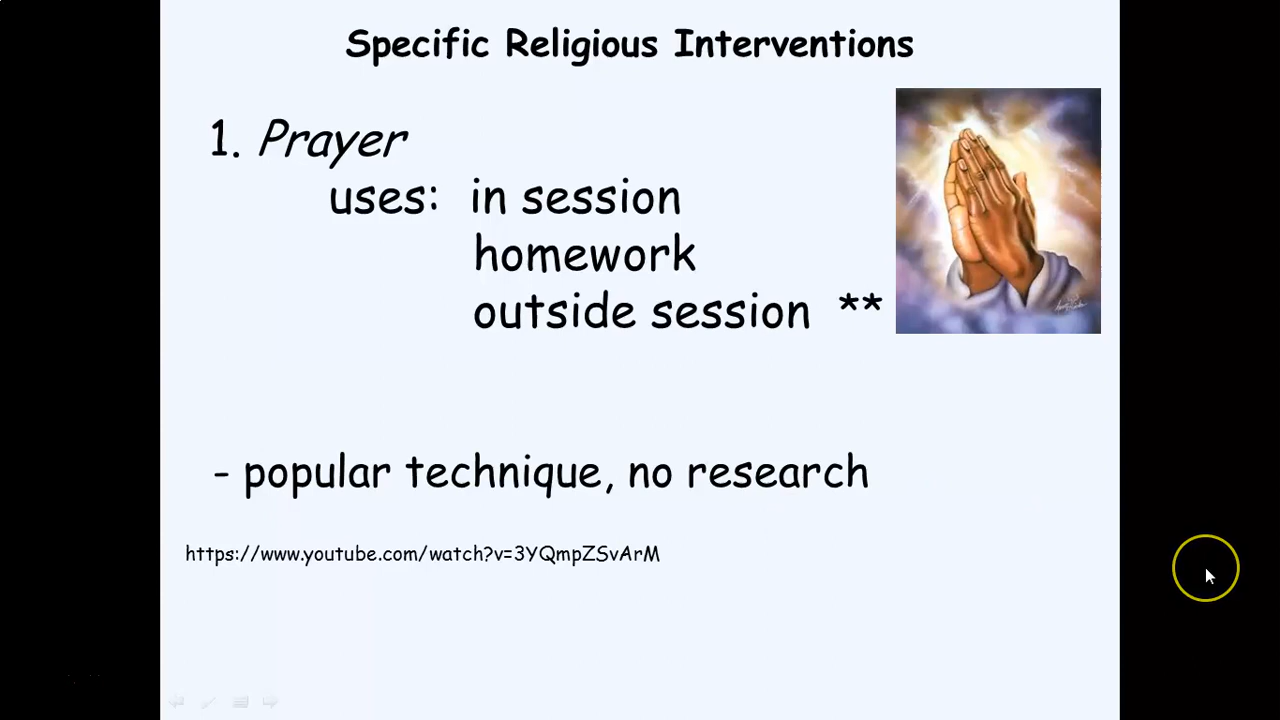 Specific Religious Interventions
1. Prayer
uses: in session
homework
outside session **
- popular technique, no research
https://www.youtube.com/watch?v=3YQmpZSvArM